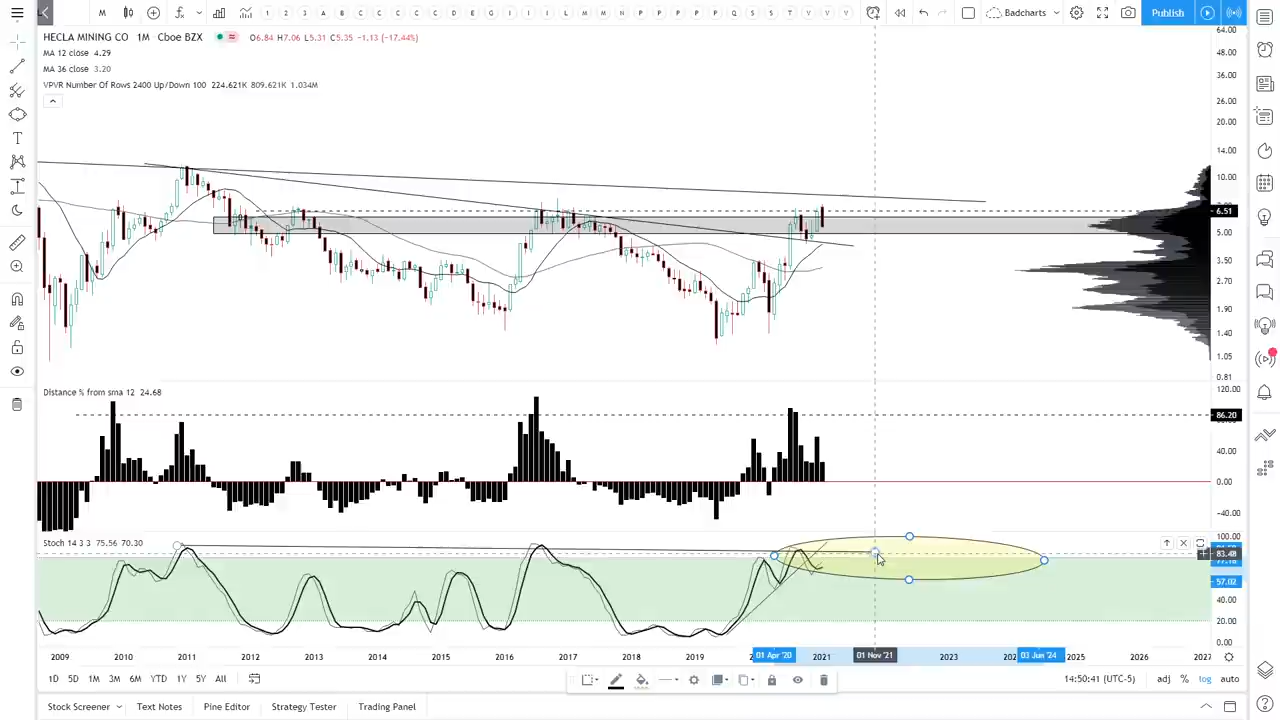 M
1 2 3 A B C C C E G I I L M M P Q S S T V V V
Badcharts
Publish
HECLA MINING CO 1M Cboe BZX O6.84 H7.06 L5.31 C5.35 −1.13 (−17.44%)
MA 12 close 4.29
MA 36 close 3.20
VPVR Number Of Rows 2400 Up/Down 100 224.621K 809.621K 1.034M
64.00
48.00
36.00
26.00
20.00
14.00
10.00
6.51
5.00
3.50
2.70
1.90
1.40
1.05
0.81
Distance % from sma 12 24.68
120.00
86.20
40.00
0.00
−40.00
Stoch 14 3 3 75.56 70.30
100.00
83.48
77.18
57.02
40.00
20.00
0.00
2009 2010 2011 2012 2013 2014 2015 2016 2017 2018 2019 01 Apr '20 2021 01 Nov '21 2023 03 Jun '24 2025 2026 2027
1D 5D 1M 3M 6M YTD 1Y 5Y All
14:50:41 (UTC-5) adj % log auto
Stock Screener Text Notes Pine Editor Strategy Tester Trading Panel